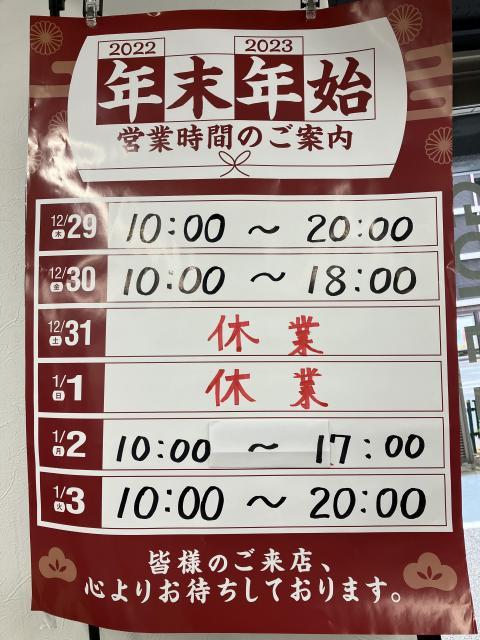 2022 2023
年末年始
営業時間のご案内
12/29 木 10:00 ～ 20:00
12/30 金 10:00 ～ 18:00
12/31 土 休業
1/1 日 休業
1/2 月 10:00 ～ 17:00
1/3 火 10:00 ～ 20:00
皆様のご来店、
心よりお待ちしております。